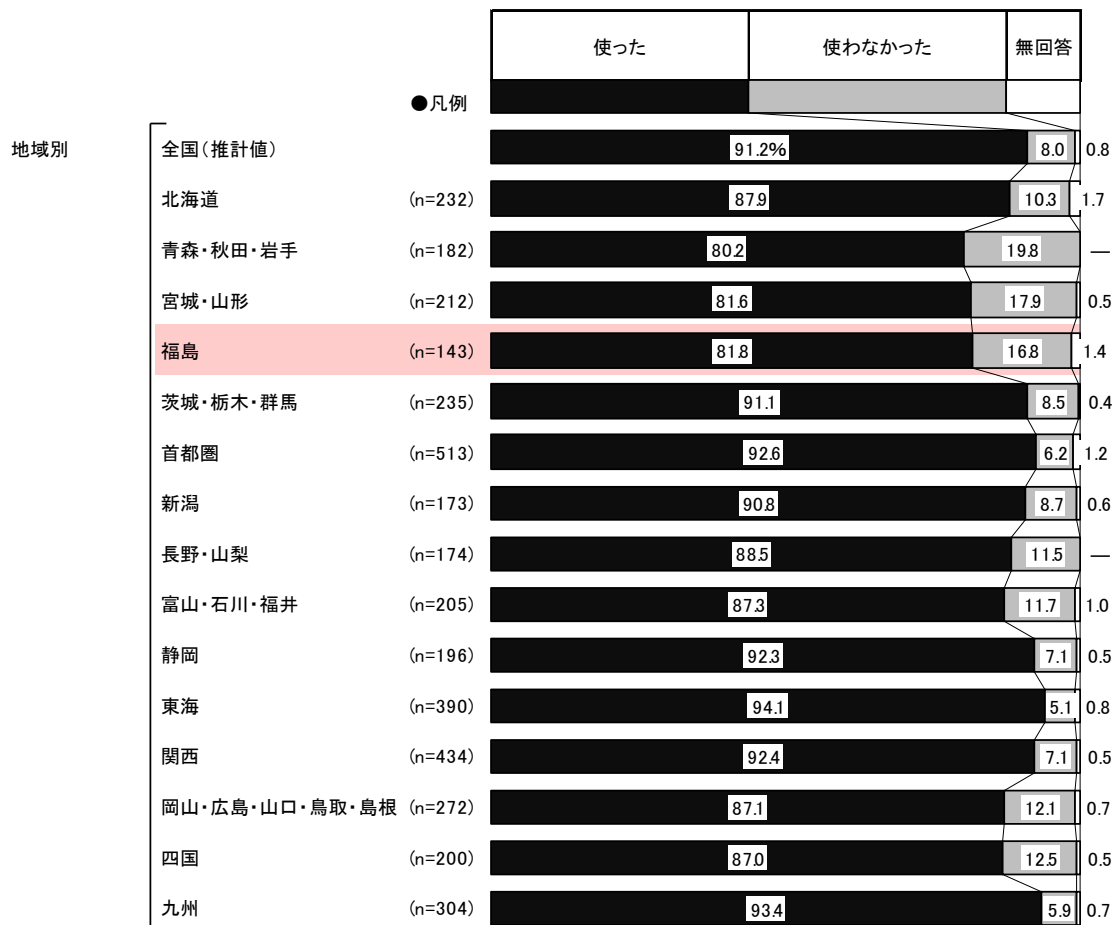 使った 使わなかった 無回答
●凡例
地域別 全国(推計値) 91.2% 8.0 0.8
北海道 (n=232) 87.9 10.3 1.7
青森・秋田・岩手 (n=182) 80.2 19.8 —
宮城・山形 (n=212) 81.6 17.9 0.5
福島 (n=143) 81.8 16.8 1.4
茨城・栃木・群馬 (n=235) 91.1 8.5 0.4
首都圏 (n=513) 92.6 6.2 1.2
新潟 (n=173) 90.8 8.7 0.6
長野・山梨 (n=174) 88.5 11.5 —
富山・石川・福井 (n=205) 87.3 11.7 1.0
静岡 (n=196) 92.3 7.1 0.5
東海 (n=390) 94.1 5.1 0.8
関西 (n=434) 92.4 7.1 0.5
岡山・広島・山口・鳥取・島根 (n=272) 87.1 12.1 0.7
四国 (n=200) 87.0 12.5 0.5
九州 (n=304) 93.4 5.9 0.7